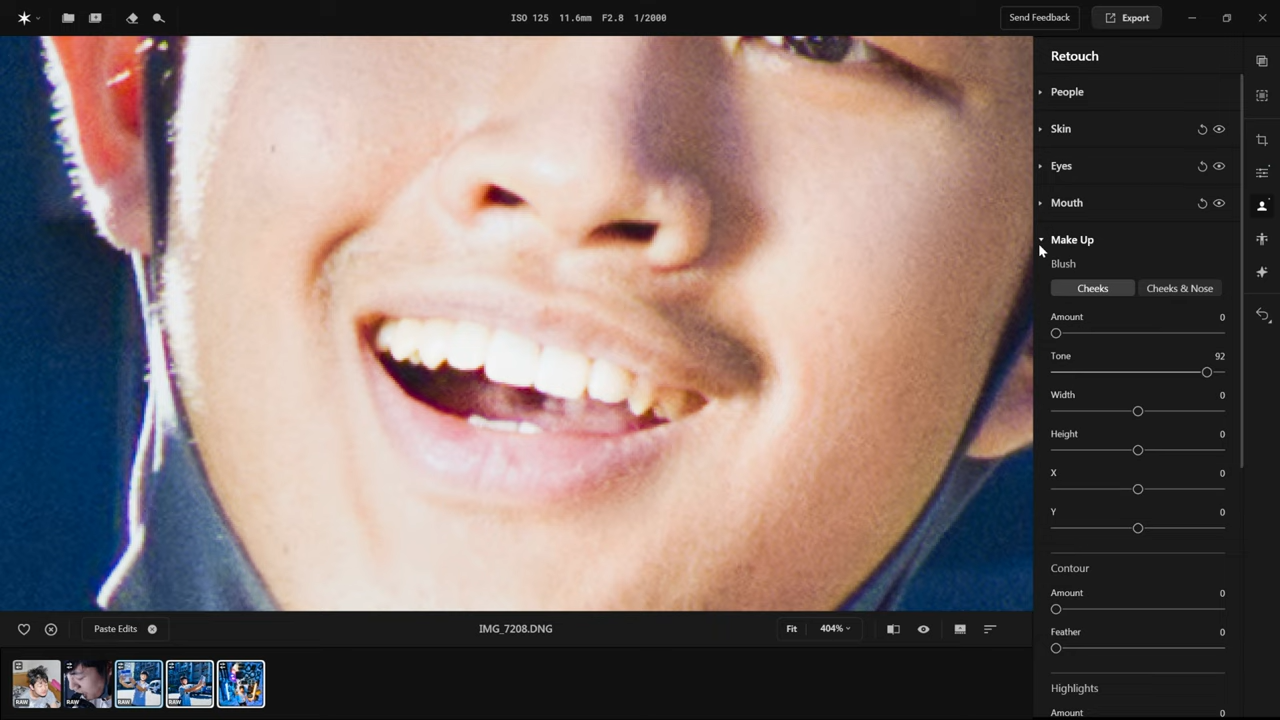 ISO 125 11.6mm F2.8 1/2000
Send Feedback
Export
Retouch
People
Skin
Eyes
Mouth
Make Up
Blush
Cheeks
Cheeks & Nose
Amount 0
Tone 92
Width 0
Height 0
X 0
Y 0
Contour
Amount 0
Feather 0
Highlights
Amount 0
Paste Edits
IMG_7208.DNG
Fit
404%
RAW
RAW
RAW
RAW
RAW